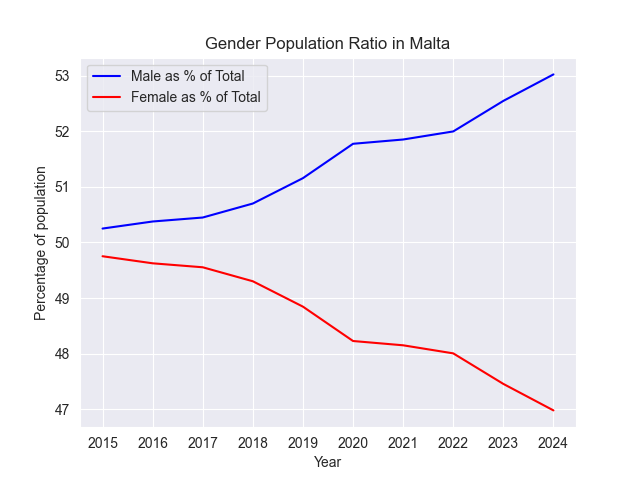 Gender Population Ratio in Malta
Male as % of Total
Female as % of Total
53
52
51
50
49
48
47
Percentage of population
2015 2016 2017 2018 2019 2020 2021 2022 2023 2024
Year